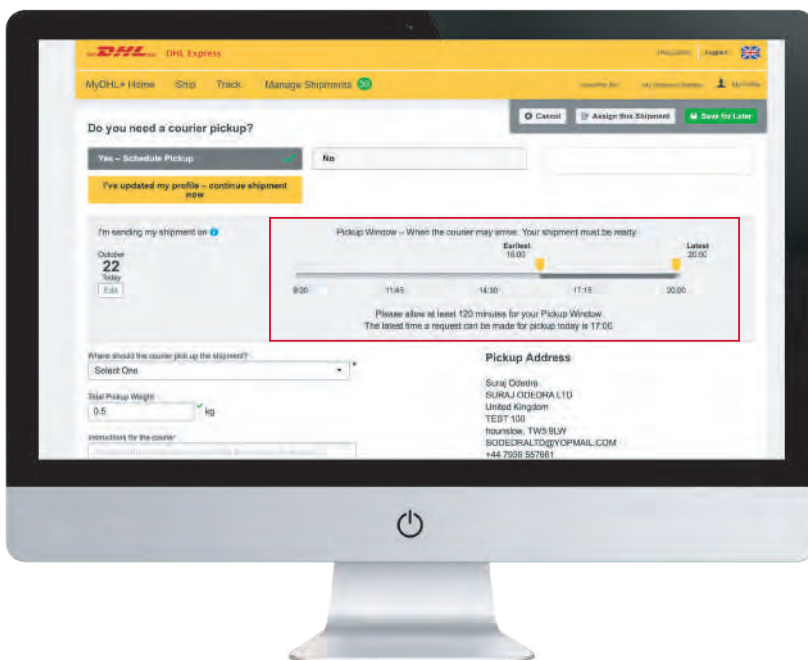 DHL DHL Express
Logout
MyDHL+ Home Ship Track Manage Shipments
My Profile
Do you need a courier pickup?
Cancel Assign this Shipment Save for Later
Yes – Schedule Pickup No
I've updated my profile – continue shipment
now
I'm sending my shipment on
October
22
Today
Edit
Pickup Window – When the courier may arrive. Your shipment must be ready
Earliest Latest
16:00 20:00
9:30 11:45 14:30 17:15 20:00
Please allow at least 120 minutes for your Pickup Window
The latest time a request can be made for pickup today is 17:00
Where should the courier pick up the shipment?
Select One
*
Total Pickup Weight
0.5 kg
Instructions for the courier
Pickup Address
Suraj Odedra
SURAJ ODEDRA LTD
United Kingdom
TEST 100
hounslow, TW5 9LW
SODEDRALTD@YOPMAIL.COM
+44 7939 557661